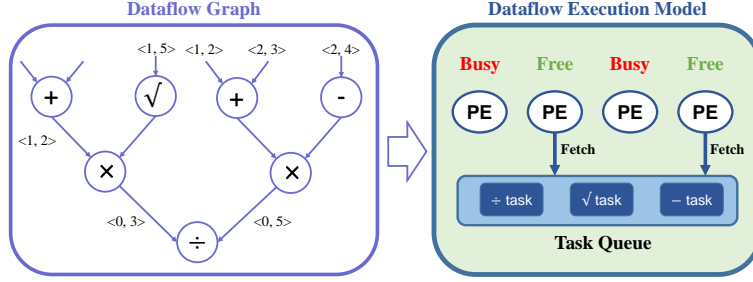 Dataflow Graph
<1, 5> <1, 2> <2, 3> <2, 4>
+ √ + -
<1, 2>
× ×
<0, 3> <0, 5>
÷
Dataflow Execution Model
Busy Free Busy Free
PE PE PE PE
Fetch Fetch
÷ task √ task − task
Task Queue